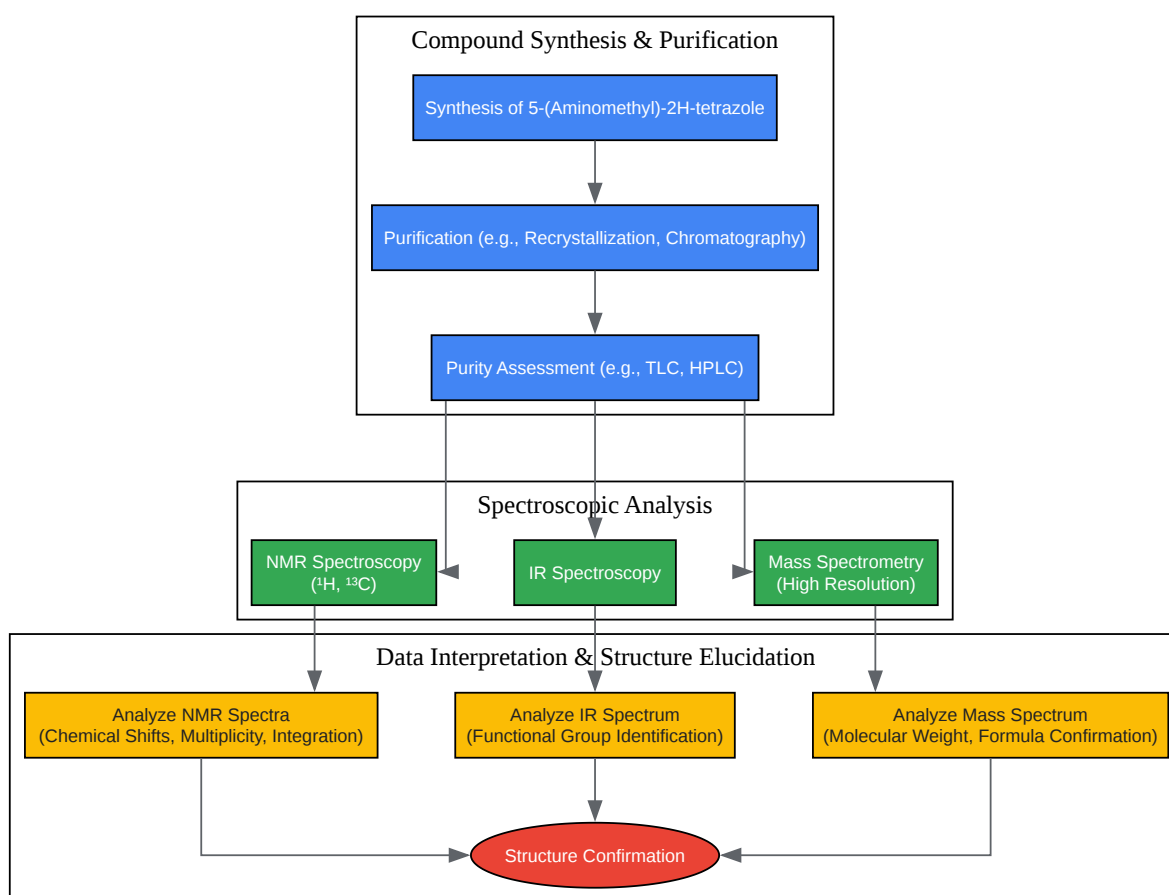 Compound Synthesis & Purification
Synthesis of 5-(Aminomethyl)-2H-tetrazole
Purification (e.g., Recrystallization, Chromatography)
Purity Assessment (e.g., TLC, HPLC)
Spectroscopic Analysis
NMR Spectroscopy
(¹H, ¹³C)
IR Spectroscopy
Mass Spectrometry
(High Resolution)
Data Interpretation & Structure Elucidation
Analyze NMR Spectra
(Chemical Shifts, Multiplicity, Integration)
Analyze IR Spectrum
(Functional Group Identification)
Analyze Mass Spectrum
(Molecular Weight, Formula Confirmation)
Structure Confirmation